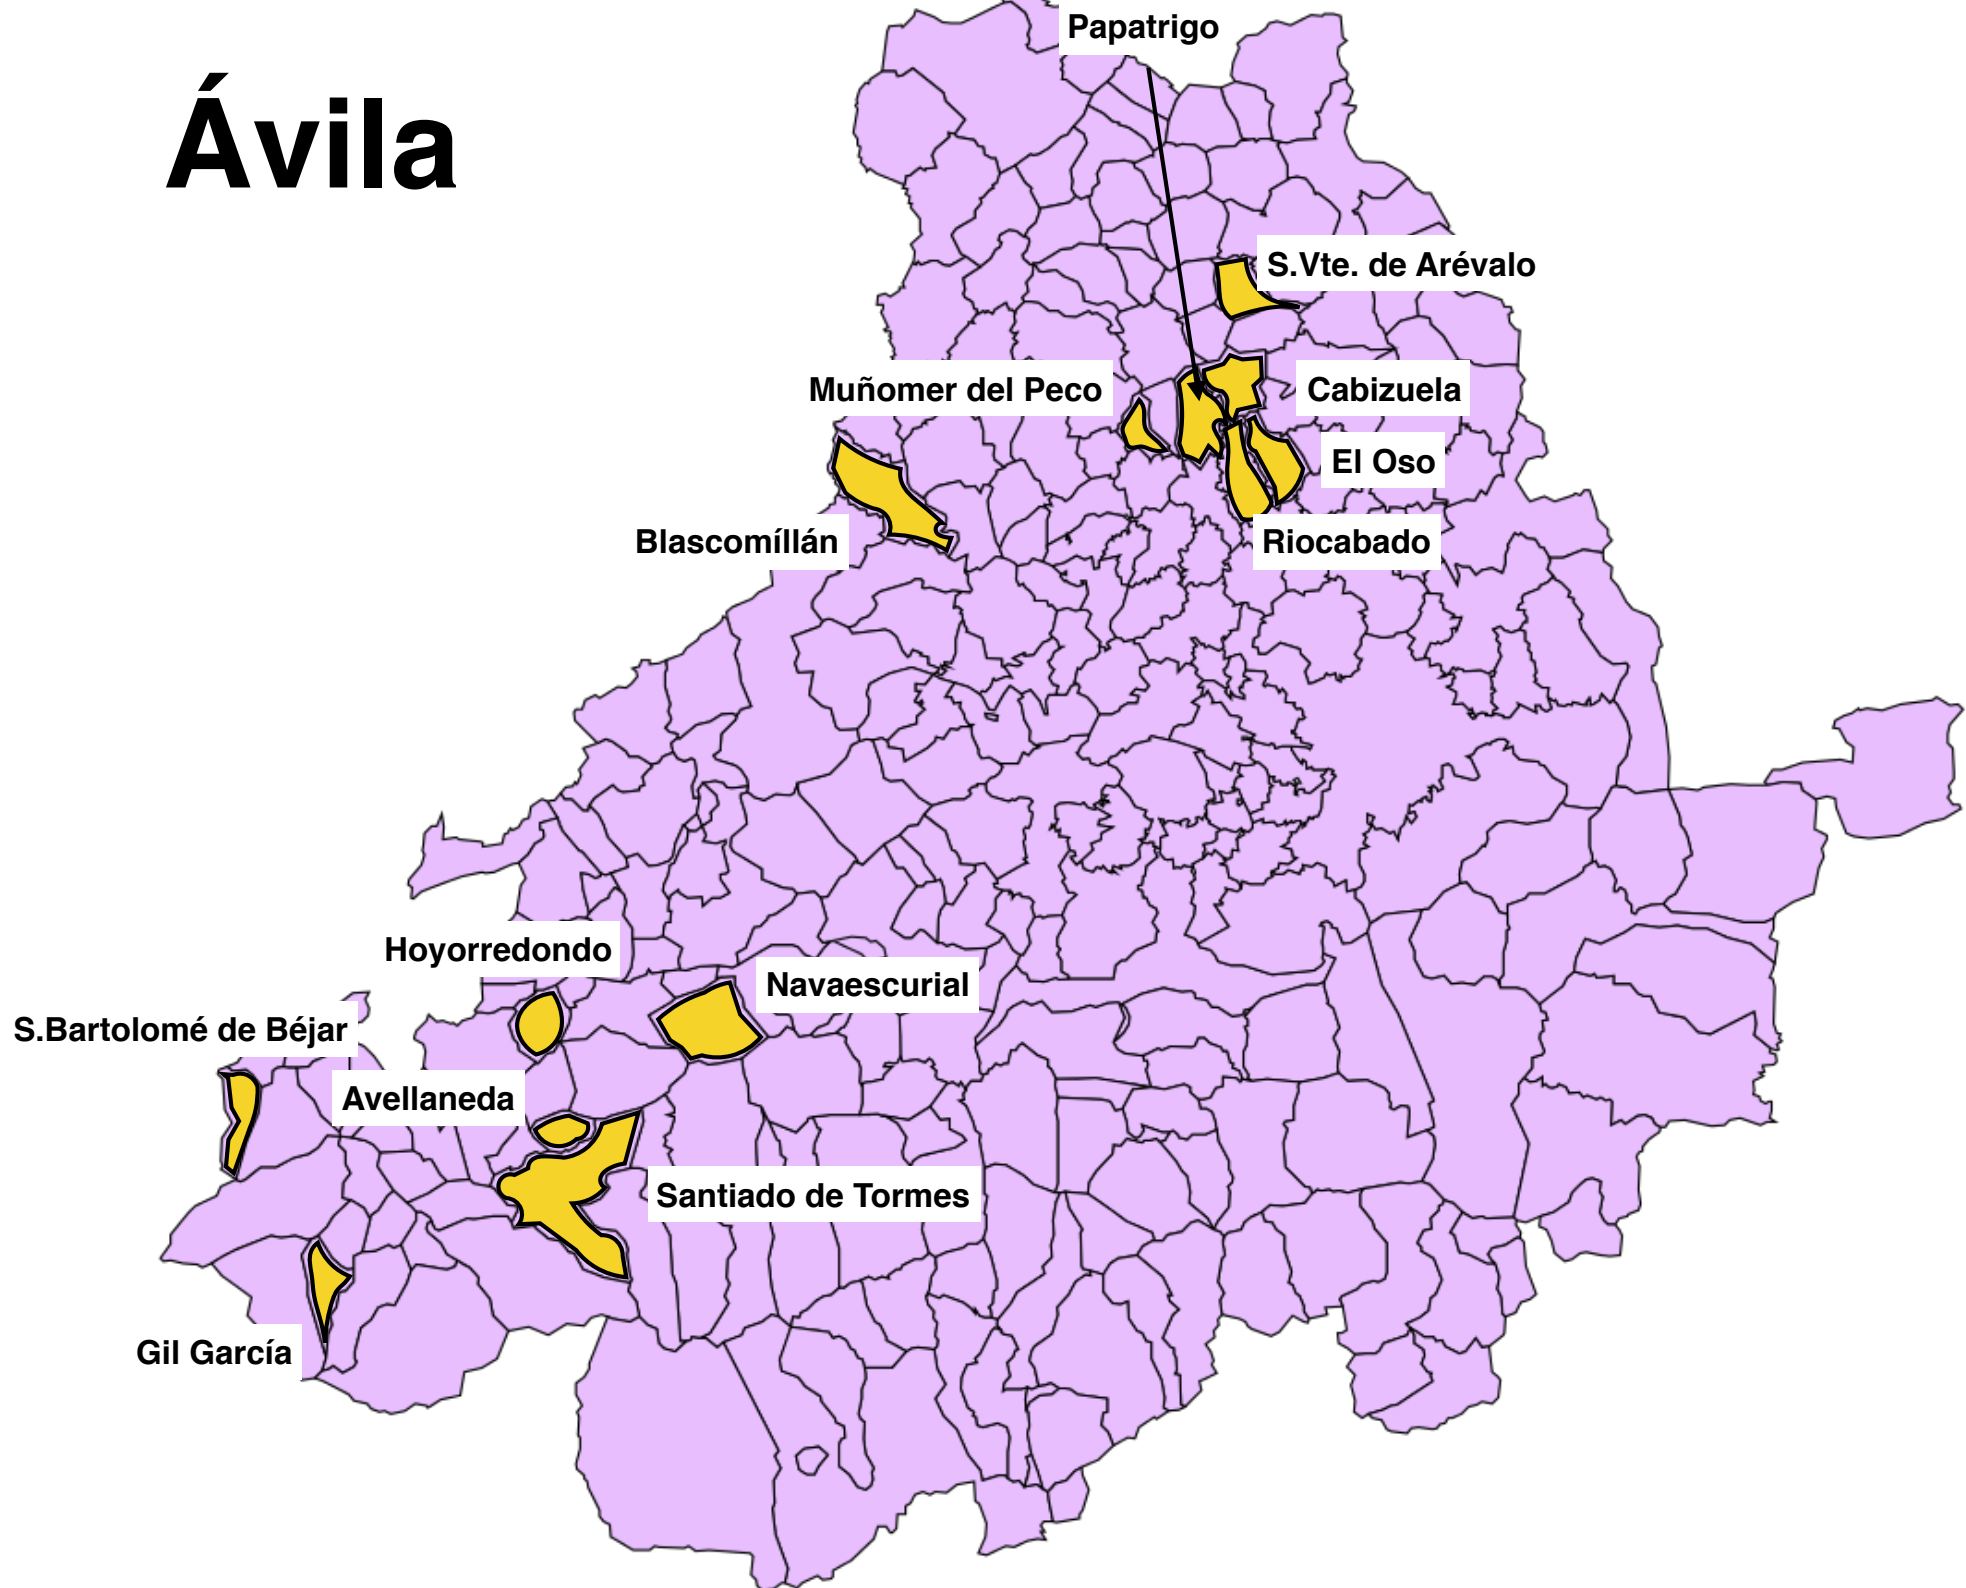 Papatrigo
Ávila
S.Vte. de Arévalo
Muñomer del Peco
Cabizuela
El Oso
Blascomíllán
Riocabado
Hoyorredondo
Navaescurial
S.Bartolomé de Béjar
Avellaneda
Santiado de Tormes
Gil García